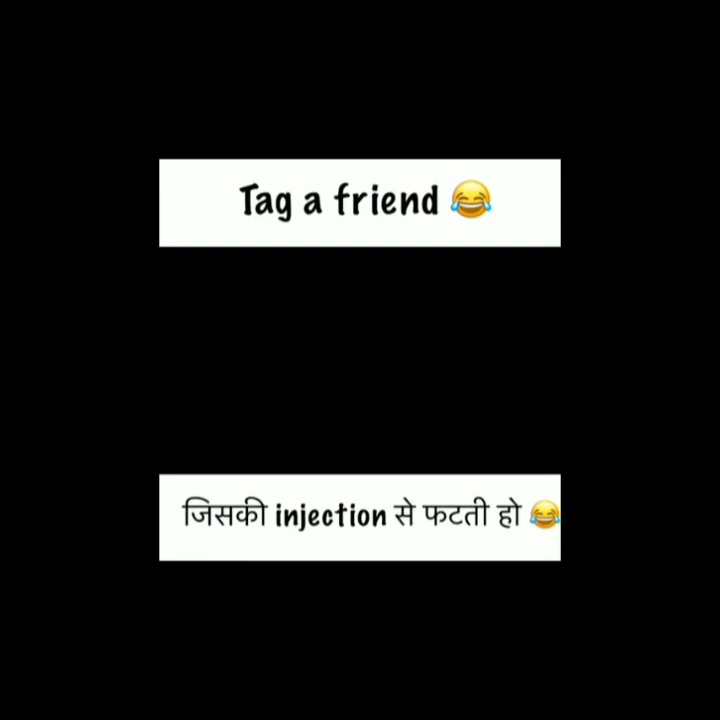 Tag a friend 😂
जिसकी injection से फटती हो 😂